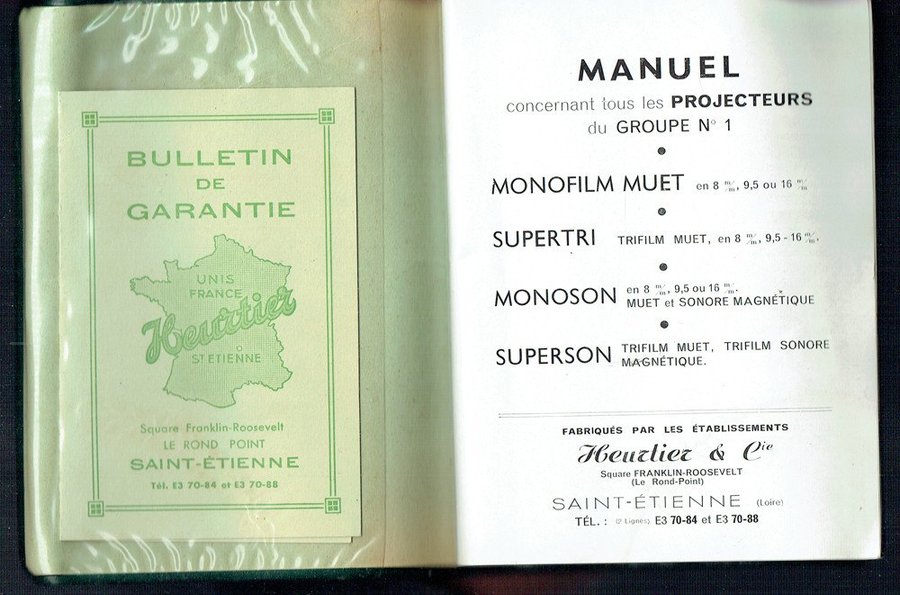 BULLETIN
DE
GARANTIE
UNIS
FRANCE
Heurtier
ST ETIENNE
Square Franklin-Roosevelt
LE ROND POINT
SAINT-ÉTIENNE
Tél. E3 70-84 et E3 70-88
MANUEL
concernant tous les PROJECTEURS
du GROUPE N° 1
MONOFILM MUET en 8 m/m, 9,5 ou 16 m/m
SUPERTRI TRIFILM MUET, en 8 m/m, 9,5 - 16 m/m.
MONOSON en 8 m/m, 9,5 ou 16 m/m.
MUET et SONORE MAGNÉTIQUE
SUPERSON TRIFILM MUET, TRIFILM SONORE
MAGNÉTIQUE.
FABRIQUÉS PAR LES ÉTABLISSEMENTS
Heurtier & Cie
Square FRANKLIN-ROOSEVELT
(Le Rond-Point)
SAINT-ÉTIENNE (Loire)
TÉL. : (2 Lignes) E3 70-84 et E3 70-88